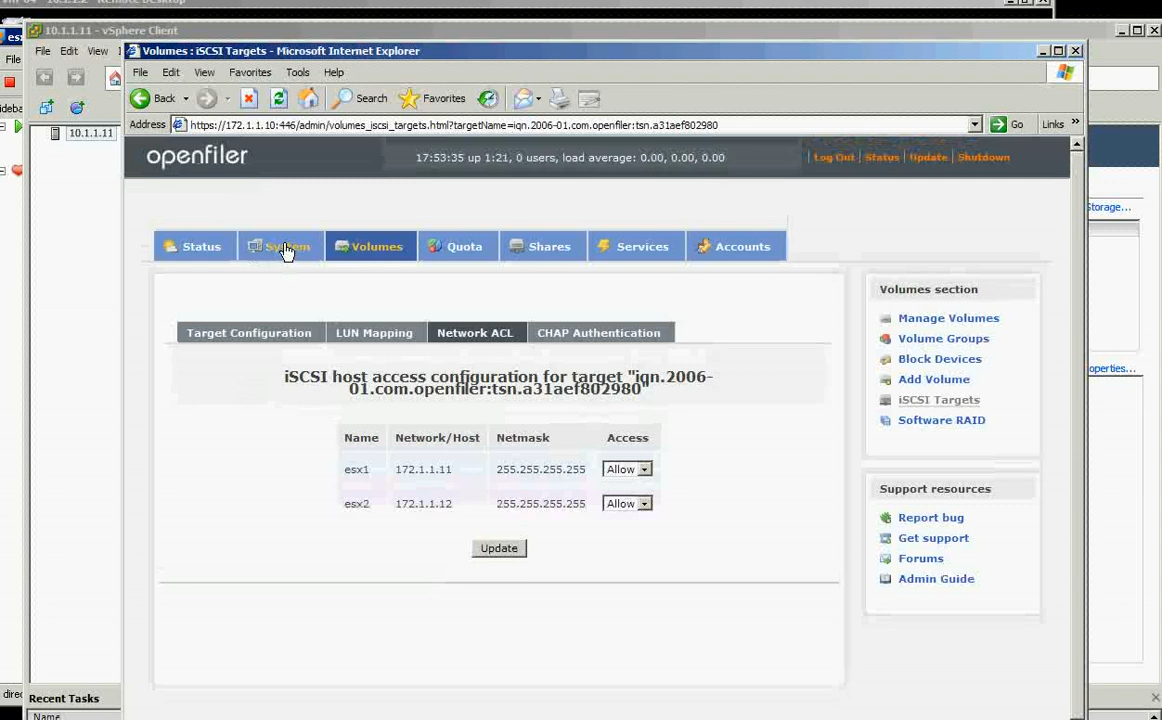 10.1.1.11 - vSphere Client
Volumes : iSCSI Targets - Microsoft Internet Explorer
File Edit View
File Edit View Favorites Tools Help
File
Back Search Favorites
Address https://172.1.1.10:446/admin/volumes_iscsi_targets.html?targetName=iqn.2006-01.com.openfiler:tsn.a31aef802980 Go Links »
10.1.1.11
openfiler
17:53:35 up 1:21, 0 users, load average: 0.00, 0.00, 0.00
| Log Out | Status | Update | Shutdown
Storage...
Status System Volumes Quota Shares Services Accounts
Target Configuration LUN Mapping Network ACL CHAP Authentication
iSCSI host access configuration for target "iqn.2006-
01.com.openfiler:tsn.a31aef802980"
Name Network/Host Netmask Access
esx1 172.1.1.11 255.255.255.255 Allow
esx2 172.1.1.12 255.255.255.255 Allow
Update
Volumes section
Manage Volumes
Volume Groups
Block Devices
Add Volume
iSCSI Targets
Software RAID
Support resources
Report bug
Get support
Forums
Admin Guide
Recent Tasks
Name